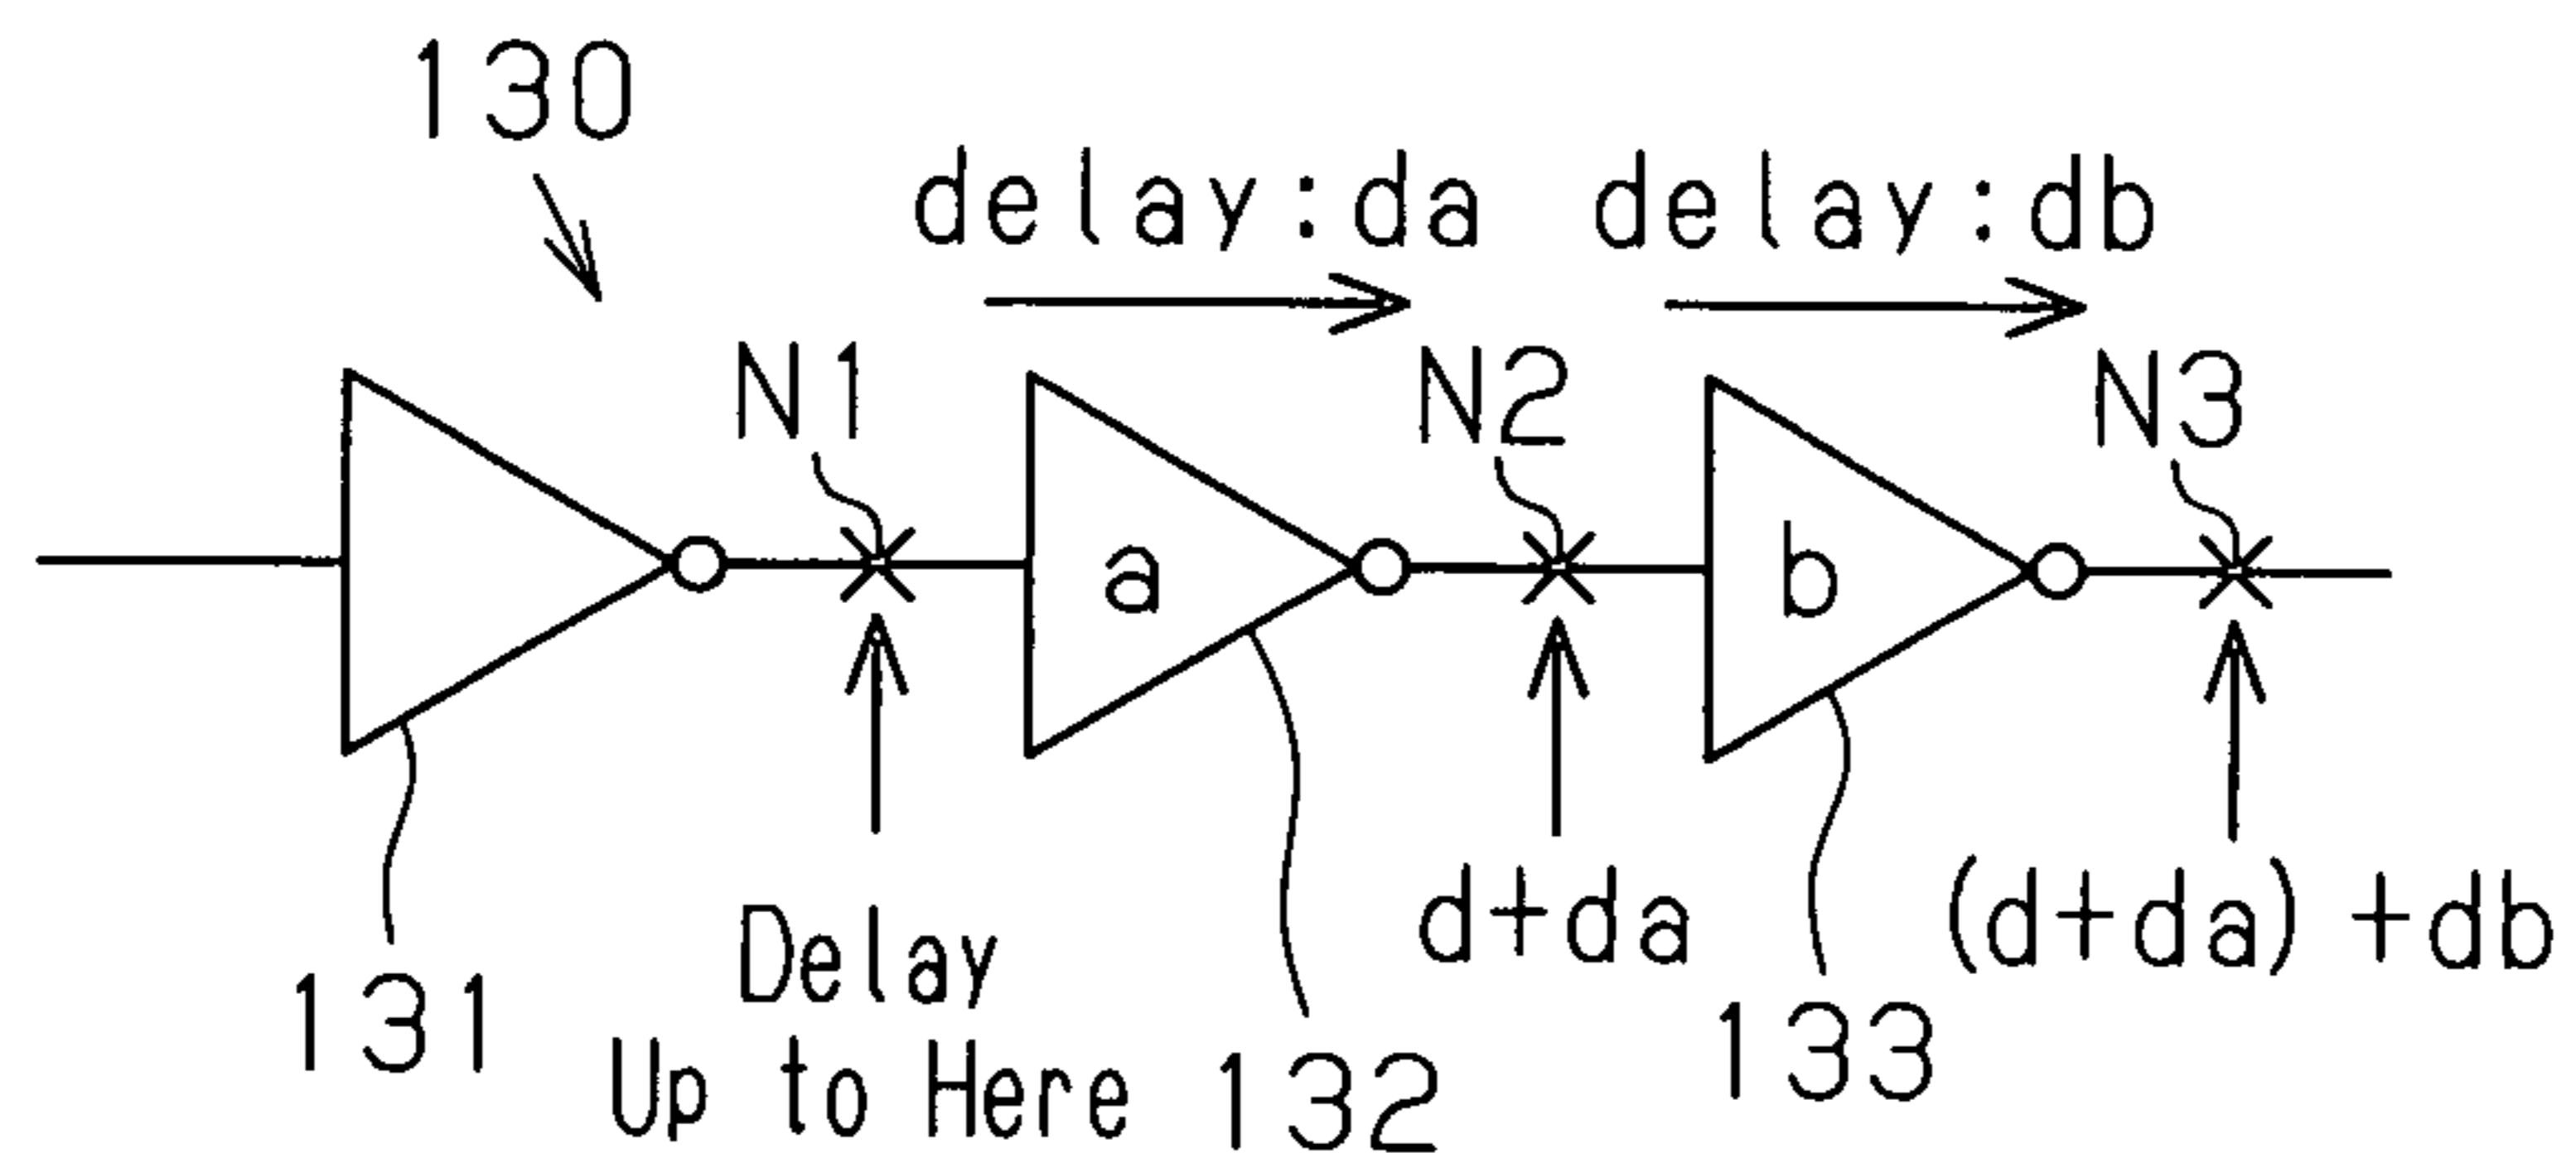 130
delay:da delay:db
N1 N2 N3
a b
d+da (d+da)+db
Delay
Up to Here
131 132 133